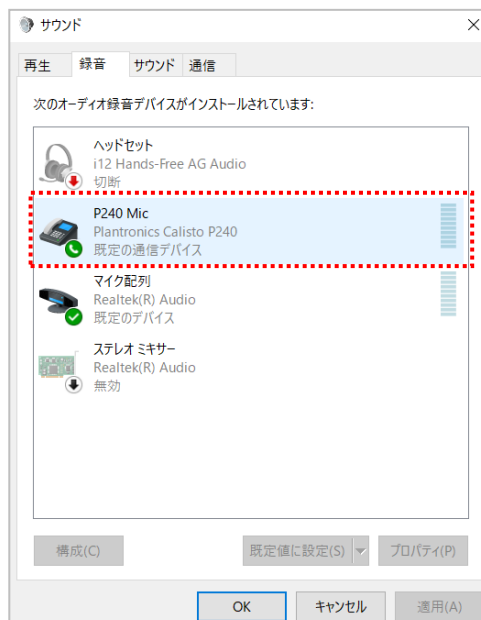 サウンド
再生 録音 サウンド 通信
次のオーディオ録音デバイスがインストールされています:
ヘッドセット
i12 Hands-Free AG Audio
切断
P240 Mic
Plantronics Calisto P240
既定の通信デバイス
マイク配列
Realtek(R) Audio
既定のデバイス
ステレオ ミキサー
Realtek(R) Audio
無効
構成(C) 既定値に設定(S) プロパティ(P)
OK キャンセル 適用(A)